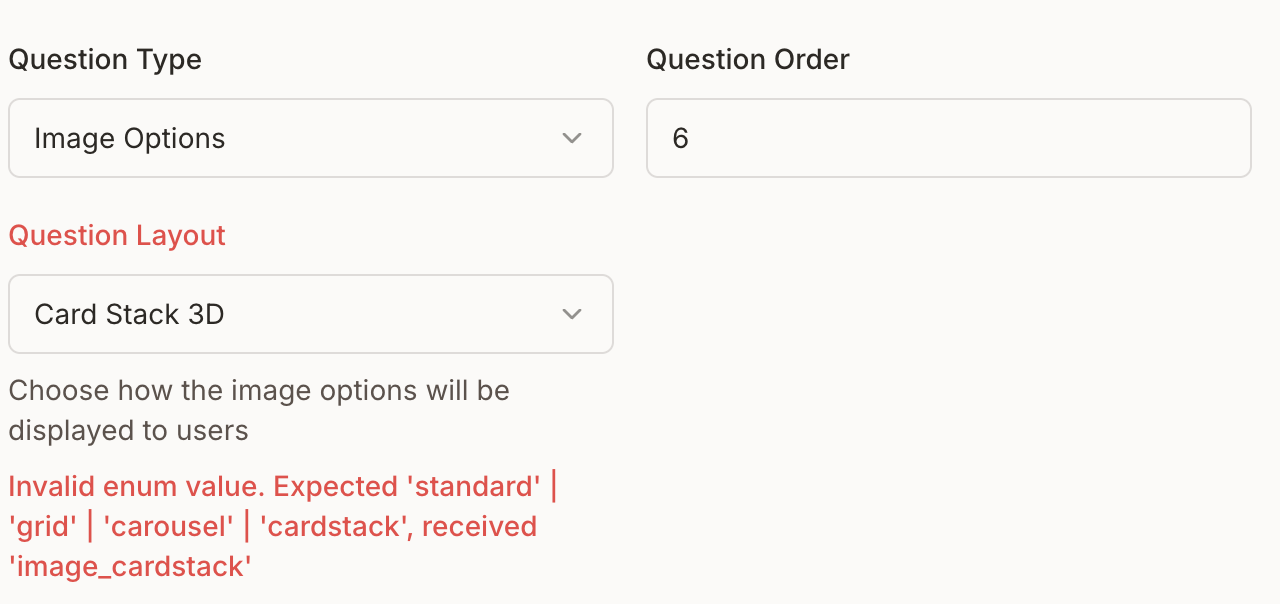 Question Type
Question Order
Image Options
6
Question Layout
Card Stack 3D
Choose how the image options will be
displayed to users
Invalid enum value. Expected 'standard' |
'grid' | 'carousel' | 'cardstack', received
'image_cardstack'